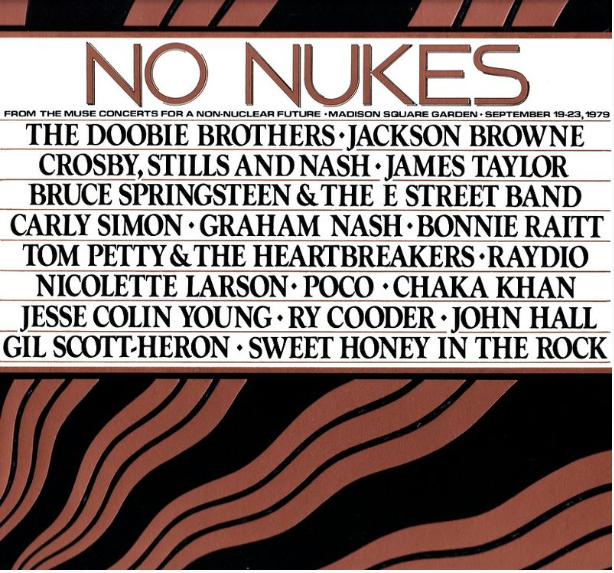 NO NUKES
FROM THE MUSE CONCERTS FOR A NON-NUCLEAR FUTURE • MADISON SQUARE GARDEN • SEPTEMBER 19-23, 1979
THE DOOBIE BROTHERS • JACKSON BROWNE
CROSBY, STILLS AND NASH • JAMES TAYLOR
BRUCE SPRINGSTEEN & THE E STREET BAND
CARLY SIMON • GRAHAM NASH • BONNIE RAITT
TOM PETTY & THE HEARTBREAKERS • RAYDIO
NICOLETTE LARSON • POCO • CHAKA KHAN
JESSE COLIN YOUNG • RY COODER • JOHN HALL
GIL SCOTT-HERON • SWEET HONEY IN THE ROCK